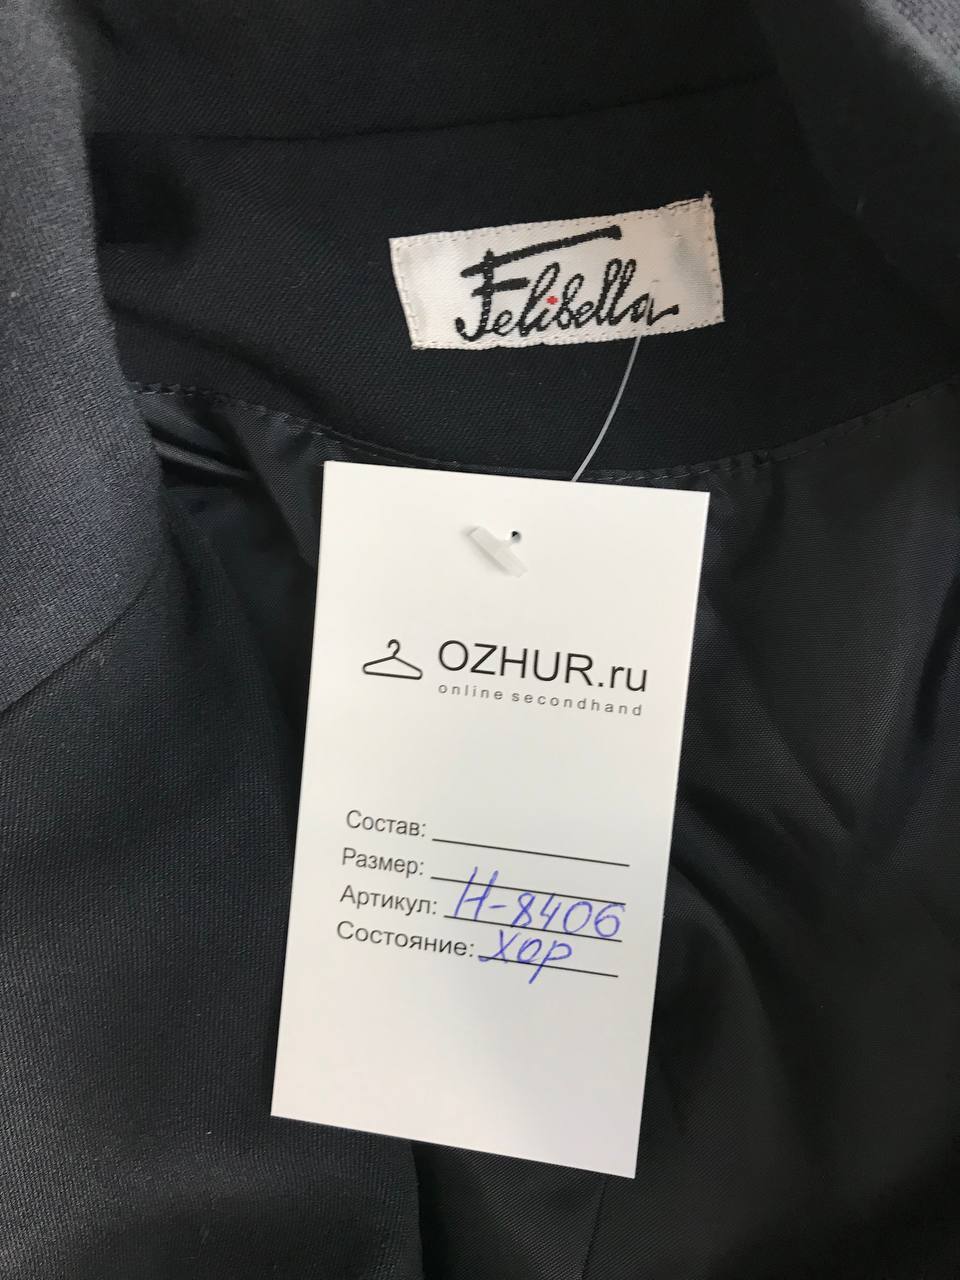 Felibella
OZHUR.ru
online secondhand
Состав:
Размер:
Артикул: Н-8406
Состояние: хор